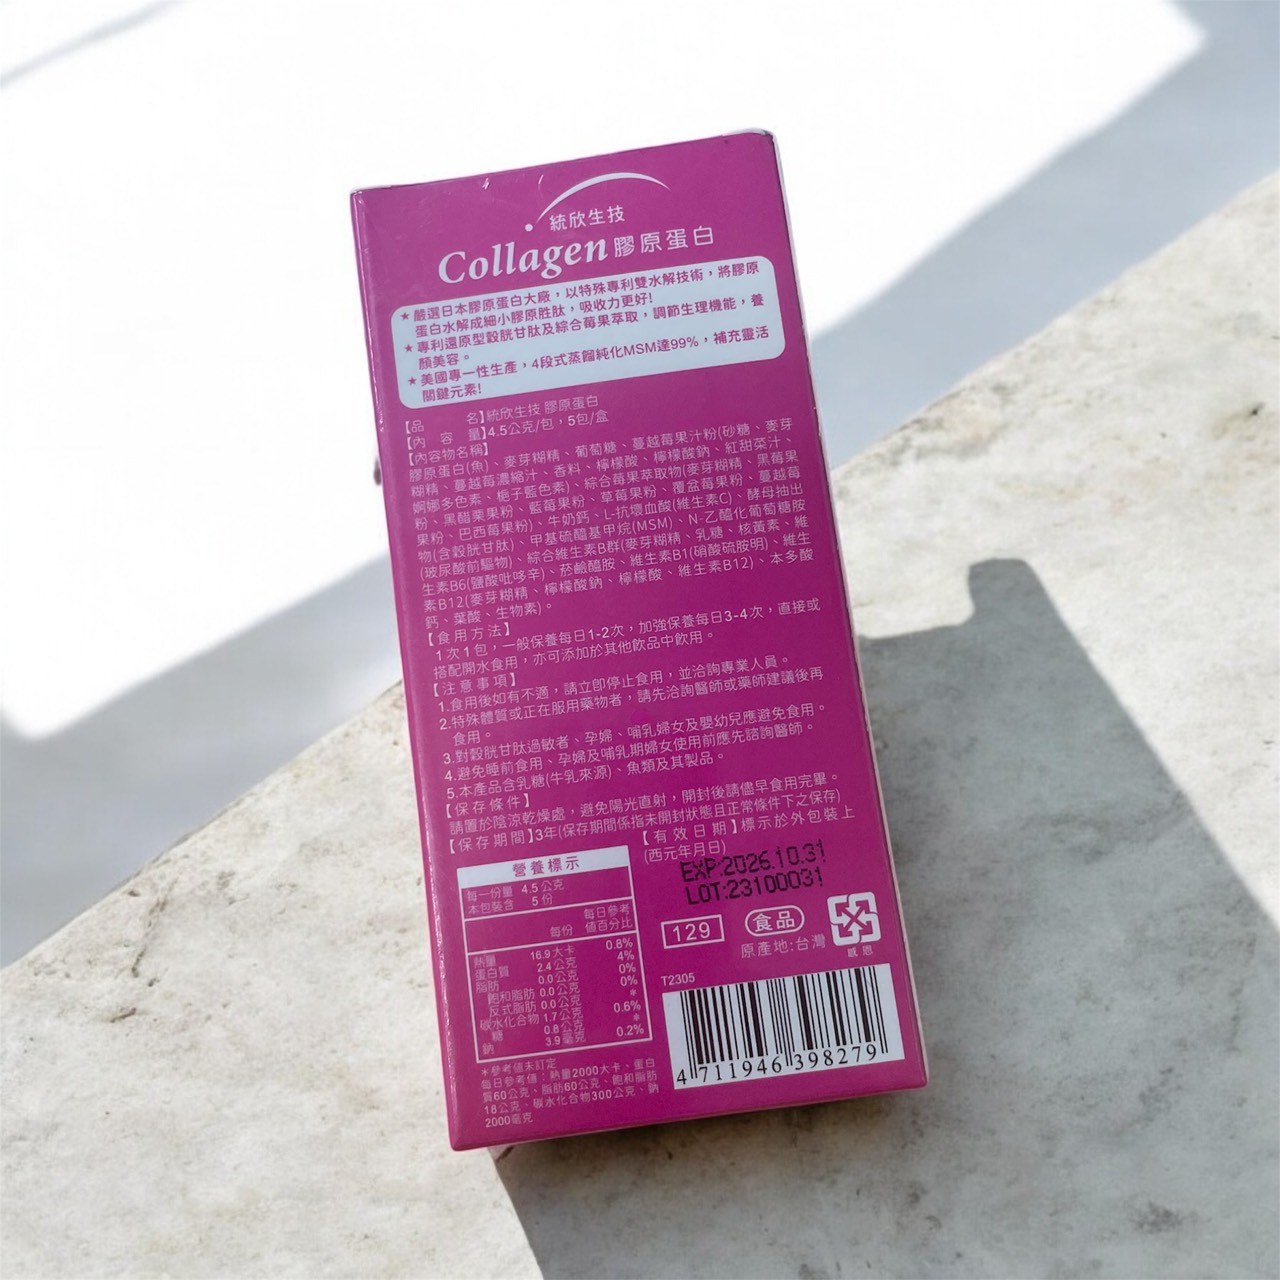 統欣生技
Collagen膠原蛋白
★嚴選日本膠原蛋白大廠，以特殊專利雙水解技術，將膠原
蛋白水解成細小膠原胜肽，吸收力更好!
★專利還原型穀胱甘肽及綜合莓果萃取，調節生理機能，養
顏美容。
★美國專一性生產，4段式蒸餾純化MSM達99%，補充靈活
關鍵元素!
【品　　名】統欣生技 膠原蛋白
【內 容 量】4.5公克/包，5包/盒
【內容物名稱】
膠原蛋白(魚)、麥芽糊精、葡萄糖、蔓越莓果汁粉(砂糖、麥芽
糊精、蔓越莓濃縮汁、香料、檸檬酸、檸檬酸鈉、紅甜菜汁、
婀娜多色素、梔子藍色素)、綜合莓果萃取物(麥芽糊精、黑莓果
粉、黑醋栗果粉、藍莓果粉、草莓果粉、覆盆莓果粉、蔓越莓
果粉、巴西莓果粉)、牛奶鈣、L-抗壞血酸(維生素C)、酵母抽出
物(含穀胱甘肽)、甲基硫醯基甲烷(MSM)、N-乙醯化葡萄糖胺
(玻尿酸前驅物)、綜合維生素B群(麥芽糊精、乳糖、核黃素、維
生素B6(鹽酸吡哆辛)、菸鹼醯胺、維生素B1(硝酸硫胺明)、維生
素B12(麥芽糊精、檸檬酸鈉、檸檬酸、維生素B12)、本多酸
鈣、葉酸、生物素)。
【食用方法】
1次1包，一般保養每日1-2次，加強保養每日3-4次，直接或
搭配開水食用，亦可添加於其他飲品中飲用。
【注意事項】
1.食用後如有不適，請立即停止食用，並洽詢專業人員。
2.特殊體質或正在服用藥物者，請先洽詢醫師或藥師建議後再
食用。
3.對穀胱甘肽過敏者、孕婦、哺乳婦女及嬰幼兒應避免食用。
4.避免睡前食用、孕婦及哺乳期婦女使用前應先諮詢醫師。
5.本產品含乳糖(牛乳來源)、魚類及其製品。
【保存條件】
請置於陰涼乾燥處，避免陽光直射，開封後請儘早食用完畢。
【保存期間】3年(保存期間係指未開封狀態且正常條件下之保存)
【有效日期】標示於外包裝上
(西元年月日)
EXP:2026.10.31
LOT:23100031
營養標示
每一份量 4.5公克
本包裝含 5份
每份 每日參考值百分比
熱量 16.9大卡 0.8%
蛋白質 2.4公克 4%
脂肪 0.0公克 0%
飽和脂肪 0.0公克 0%
反式脂肪 0.0公克 *
碳水化合物 1.7公克 0.6%
糖 0.8公克 *
鈉 3.9毫克 0.2%
*參考值未訂定
每日參考值：熱量2000大卡、蛋白
質60公克、脂肪60公克、飽和脂肪
18公克、碳水化合物300公克、鈉
2000毫克
129
食品
原產地:台灣
感恩
T2305
4 711946 398279